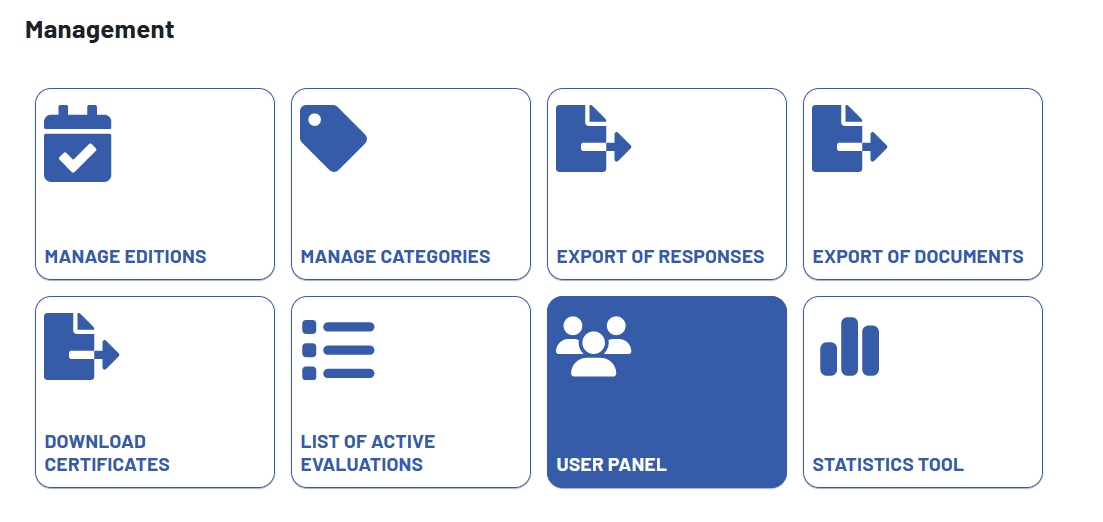 Management
MANAGE EDITIONS
MANAGE CATEGORIES
EXPORT OF RESPONSES
EXPORT OF DOCUMENTS
DOWNLOAD
CERTIFICATES
LIST OF ACTIVE
EVALUATIONS
USER PANEL
STATISTICS TOOL